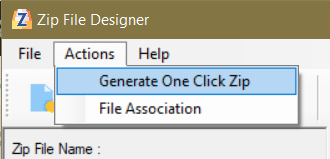 Zip File Designer
File Actions Help
Generate One Click Zip
File Association
Zip File Name :